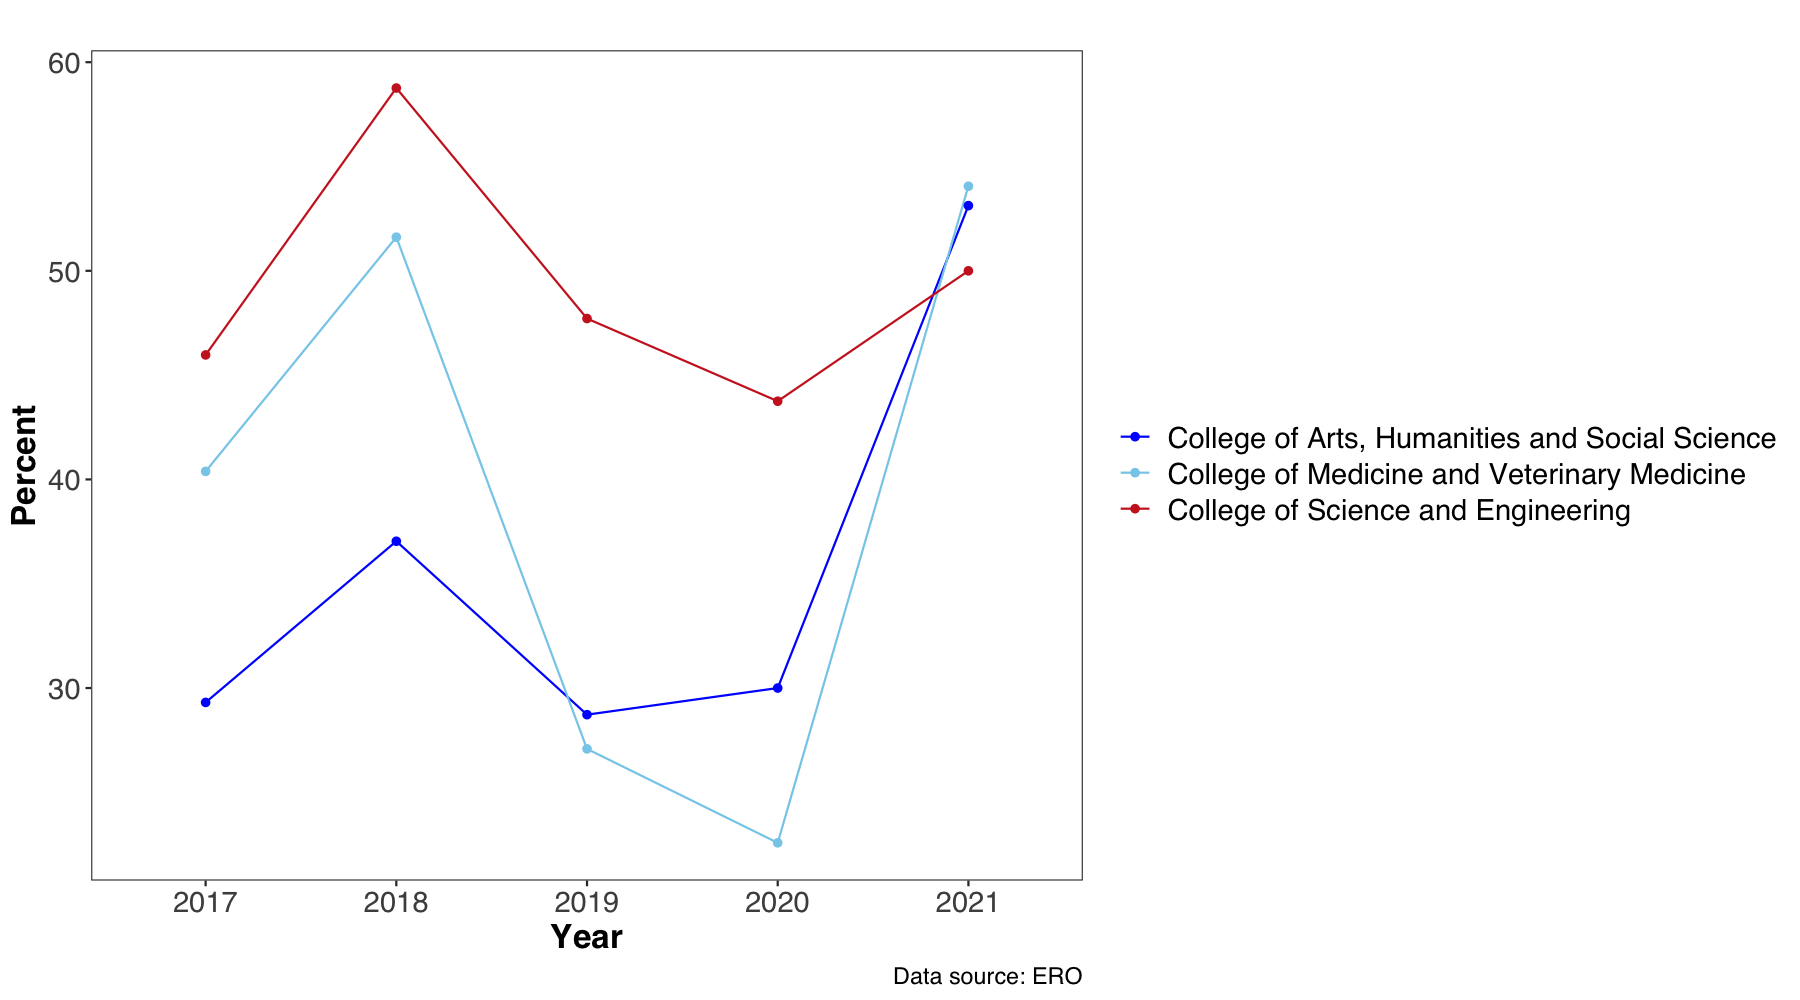 60
50
40
30
Percent
2017 2018 2019 2020 2021
Year
Data source: ERO
College of Arts, Humanities and Social Science
College of Medicine and Veterinary Medicine
College of Science and Engineering